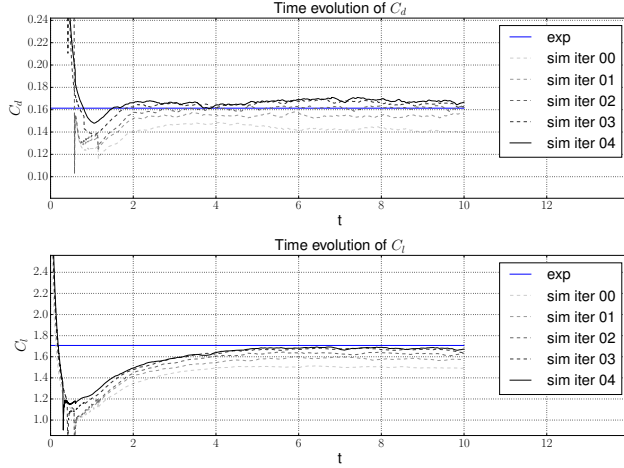 Time evolution of C_d
0.24
0.22
0.20
0.18
0.16
0.14
0.12
0.10
C_d
0 2 4 6 8 10 12
t
exp
sim iter 00
sim iter 01
sim iter 02
sim iter 03
sim iter 04
Time evolution of C_l
2.4
2.2
2.0
1.8
1.6
1.4
1.2
1.0
C_l
0 2 4 6 8 10 12
t
exp
sim iter 00
sim iter 01
sim iter 02
sim iter 03
sim iter 04